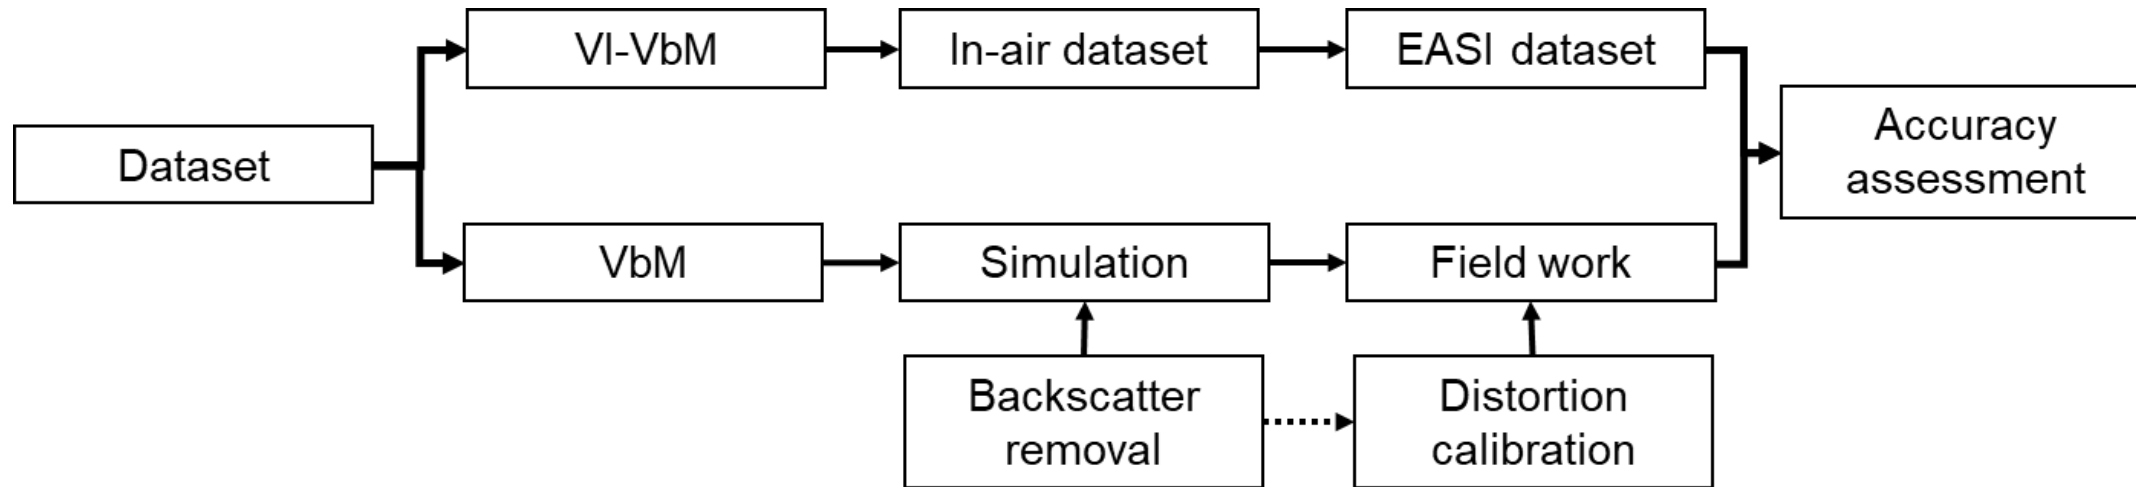 VI-VbM
In-air dataset
EASI dataset
Dataset
Accuracy
assessment
VbM
Simulation
Field work
Backscatter
removal
Distortion
calibration